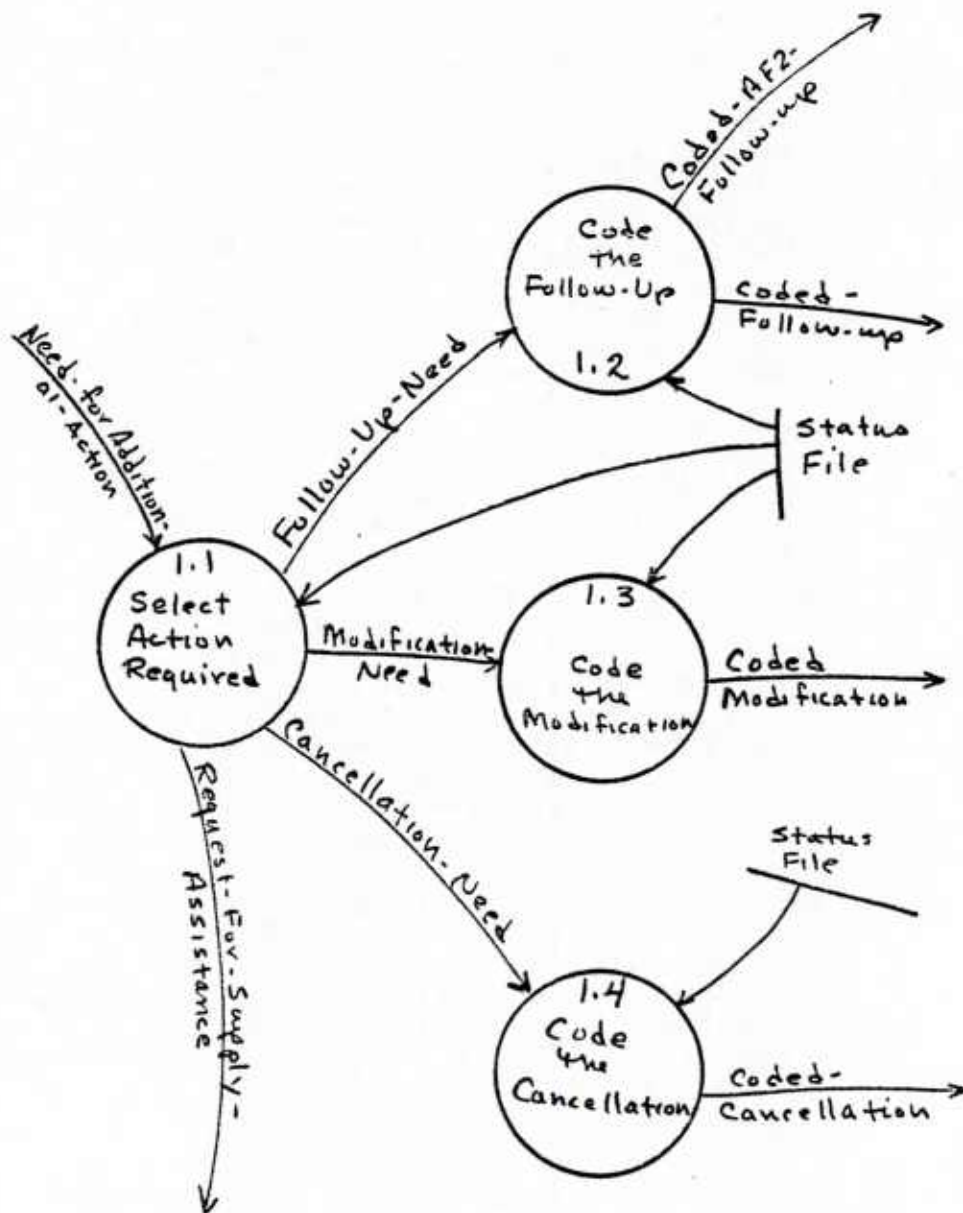 Coded-AF2-
Follow-up
Code
the
Follow-Up
1.2
Coded-
Follow-up
Need-for-Addition-
al-Action
Follow-Up-Need
Status
File
1.1
Select
Action
Required
Modification-
Need
1.3
Code
the
Modification
Coded
Modification
Cancellation-Need
Request-For-Supply-
Assistance
Status
File
1.4
Code
the
Cancellation
Coded-
Cancellation